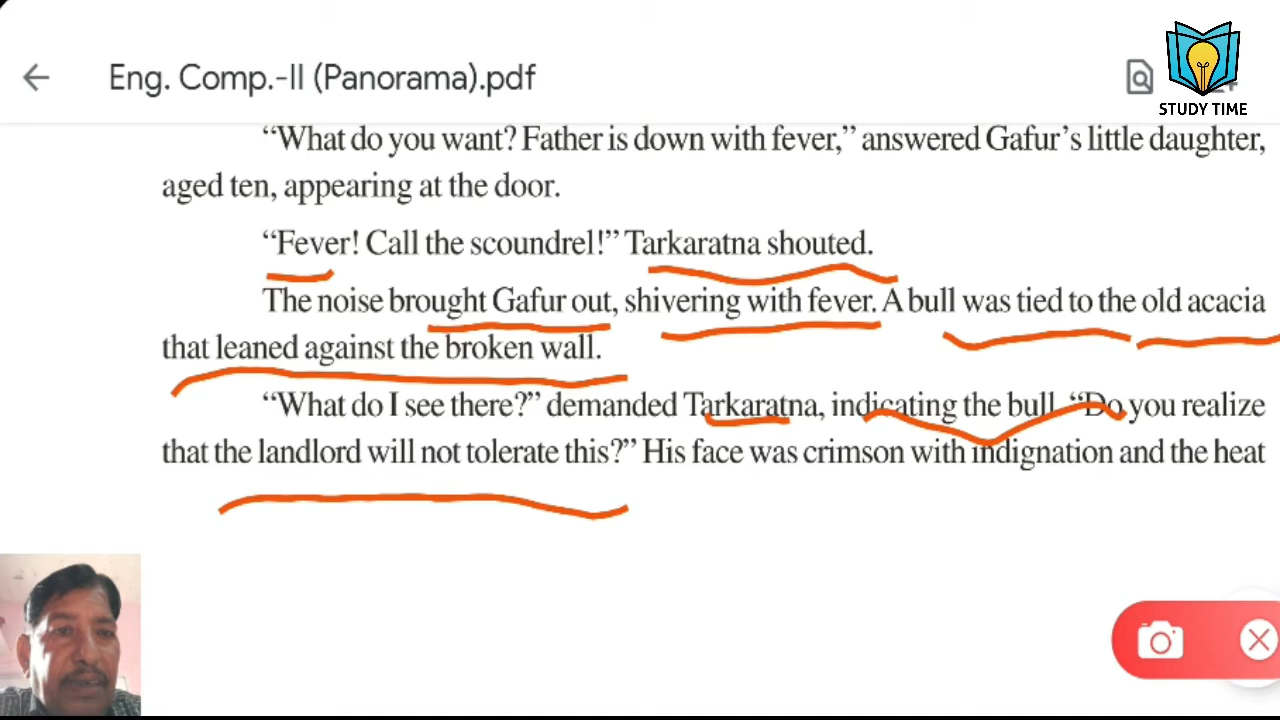 STUDY TIME
Eng. Comp.-II (Panorama).pdf
“What do you want? Father is down with fever,” answered Gafur’s little daughter,
aged ten, appearing at the door.
“Fever! Call the scoundrel!” Tarkaratna shouted.
The noise brought Gafur out, shivering with fever. A bull was tied to the old acacia
that leaned against the broken wall.
“What do I see there?” demanded Tarkaratna, indicating the bull. “Do you realize
that the landlord will not tolerate this?” His face was crimson with indignation and the heat